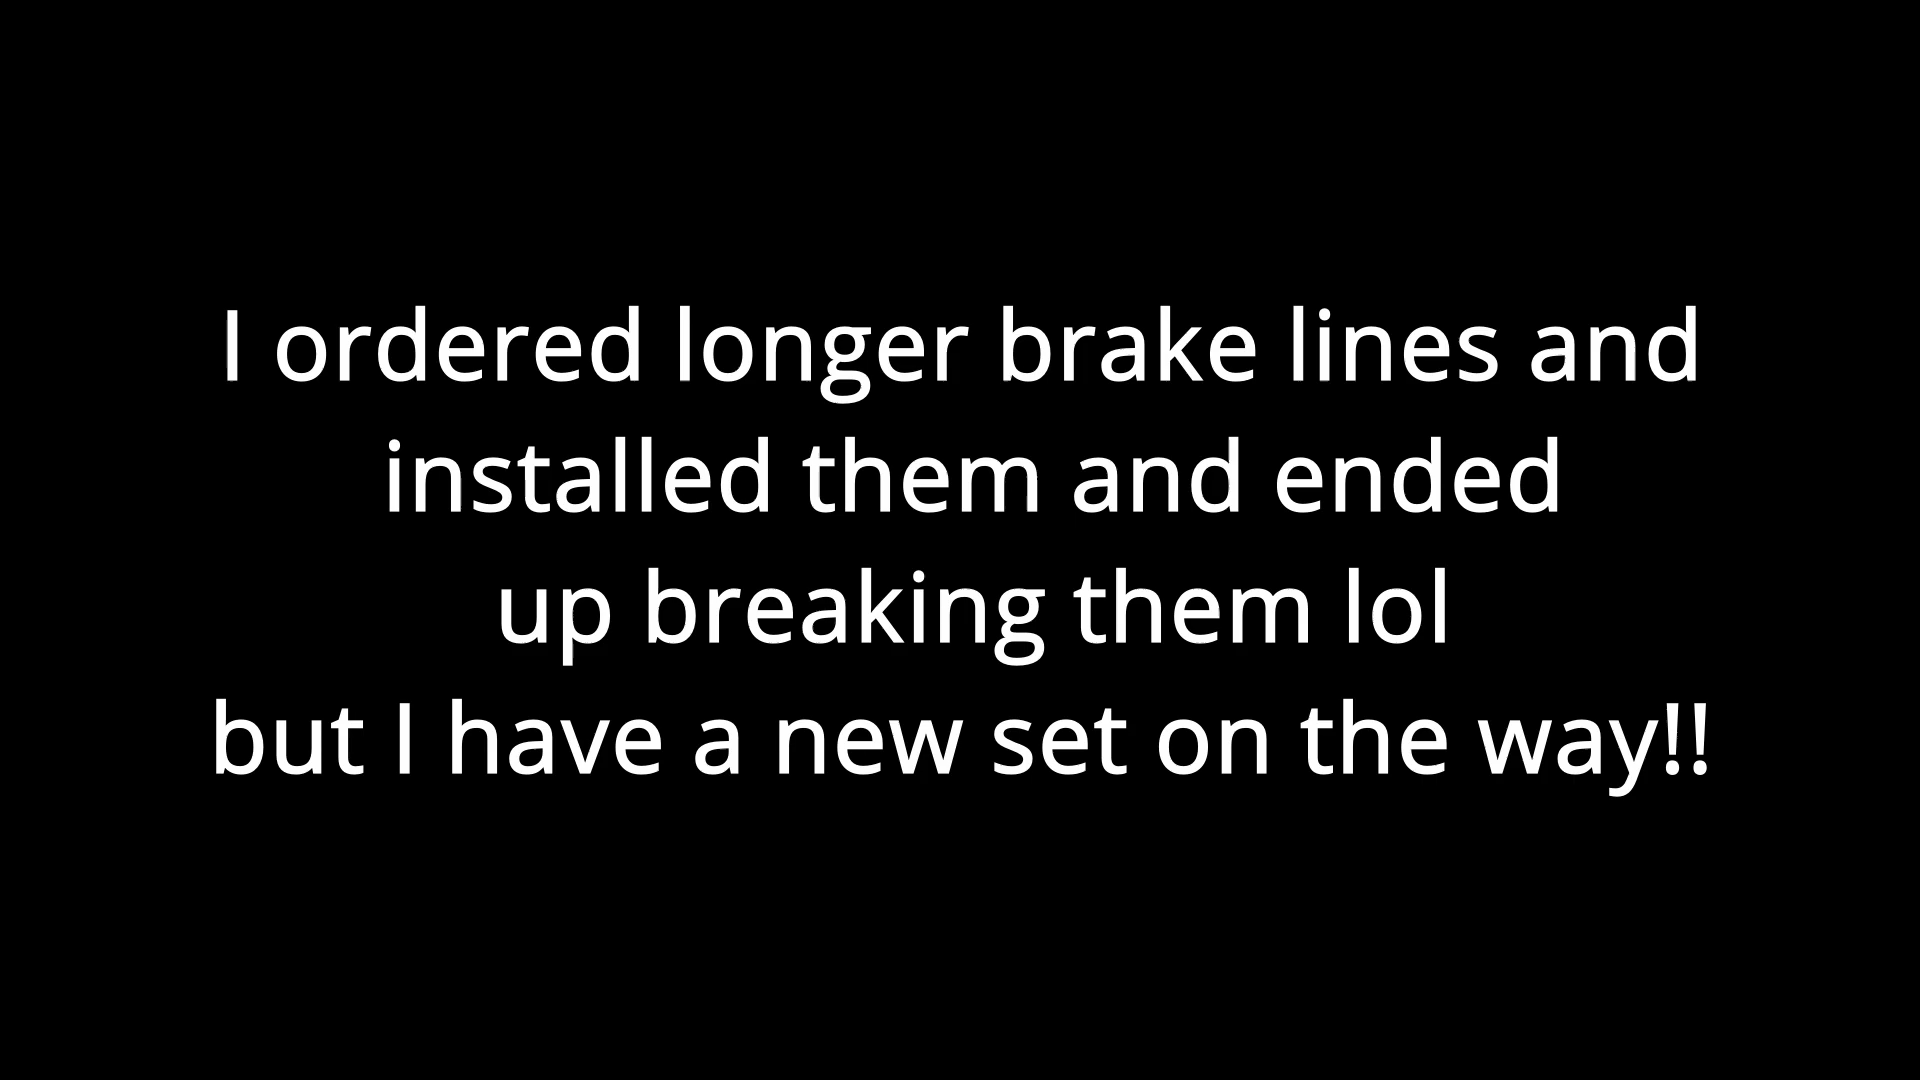 I ordered longer brake lines and
installed them and ended
up breaking them lol
but I have a new set on the way!!